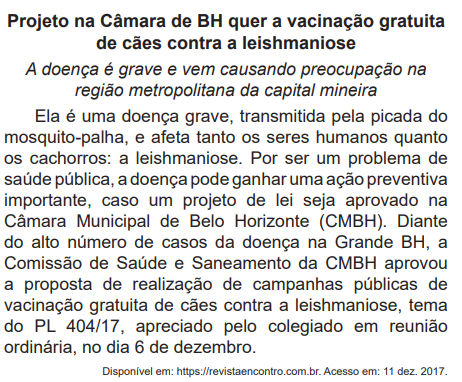 Projeto na Câmara de BH quer a vacinação gratuita
de cães contra a leishmaniose
A doença é grave e vem causando preocupação na
região metropolitana da capital mineira
Ela é uma doença grave, transmitida pela picada do
mosquito-palha, e afeta tanto os seres humanos quanto
os cachorros: a leishmaniose. Por ser um problema de
saúde pública, a doença pode ganhar uma ação preventiva
importante, caso um projeto de lei seja aprovado na
Câmara Municipal de Belo Horizonte (CMBH). Diante
do alto número de casos da doença na Grande BH, a
Comissão de Saúde e Saneamento da CMBH aprovou
a proposta de realização de campanhas públicas de
vacinação gratuita de cães contra a leishmaniose, tema
do PL 404/17, apreciado pelo colegiado em reunião
ordinária, no dia 6 de dezembro.
Disponível em: https://revistaencontro.com.br. Acesso em: 11 dez. 2017.